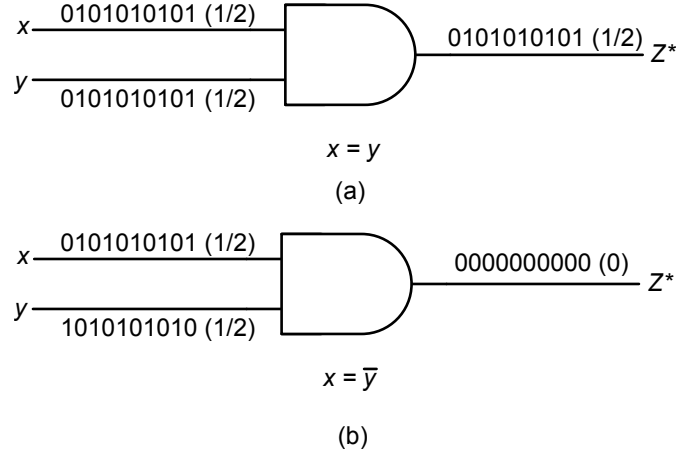 0101010101 (1/2)
x
0101010101 (1/2) Z*
y
0101010101 (1/2)
x = y
(a)
0101010101 (1/2)
x
0000000000 (0) Z*
y
1010101010 (1/2)
x = y̅
(b)